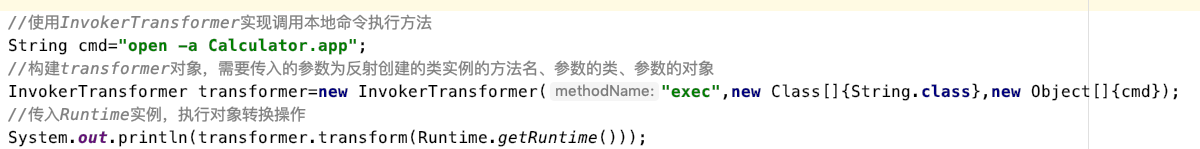 //使用InvokerTransformer实现调用本地命令执行方法
String cmd="open -a Calculator.app";
//构建transformer对象，需要传入的参数为反射创建的类实例的方法名、参数的类、参数的对象
InvokerTransformer transformer=new InvokerTransformer( methodName: "exec",new Class[]{String.class},new Object[]{cmd});
//传入Runtime实例，执行对象转换操作
System.out.println(transformer.transform(Runtime.getRuntime()));